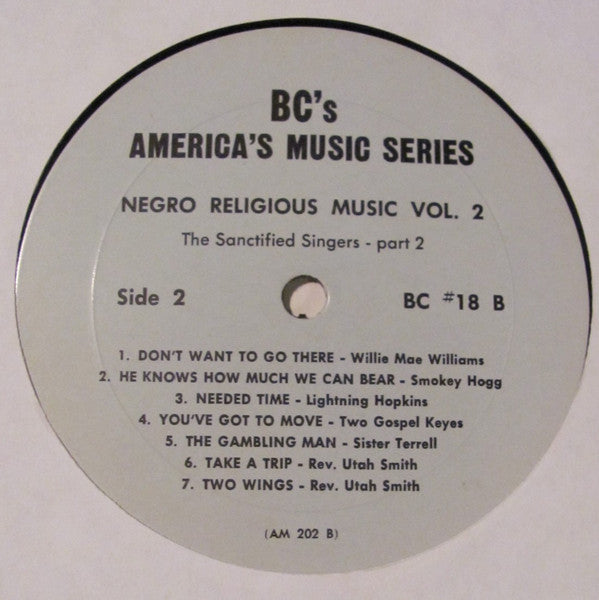 BC's
AMERICA'S MUSIC SERIES
NEGRO RELIGIOUS MUSIC VOL. 2
The Sanctified Singers - part 2
Side 2
BC #18 B
1. DON'T WANT TO GO THERE - Willie Mae Williams
2. HE KNOWS HOW MUCH WE CAN BEAR - Smokey Hogg
3. NEEDED TIME - Lightning Hopkins
4. YOU'VE GOT TO MOVE - Two Gospel Keyes
5. THE GAMBLING MAN - Sister Terrell
6. TAKE A TRIP - Rev. Utah Smith
7. TWO WINGS - Rev. Utah Smith
(AM 202 B)